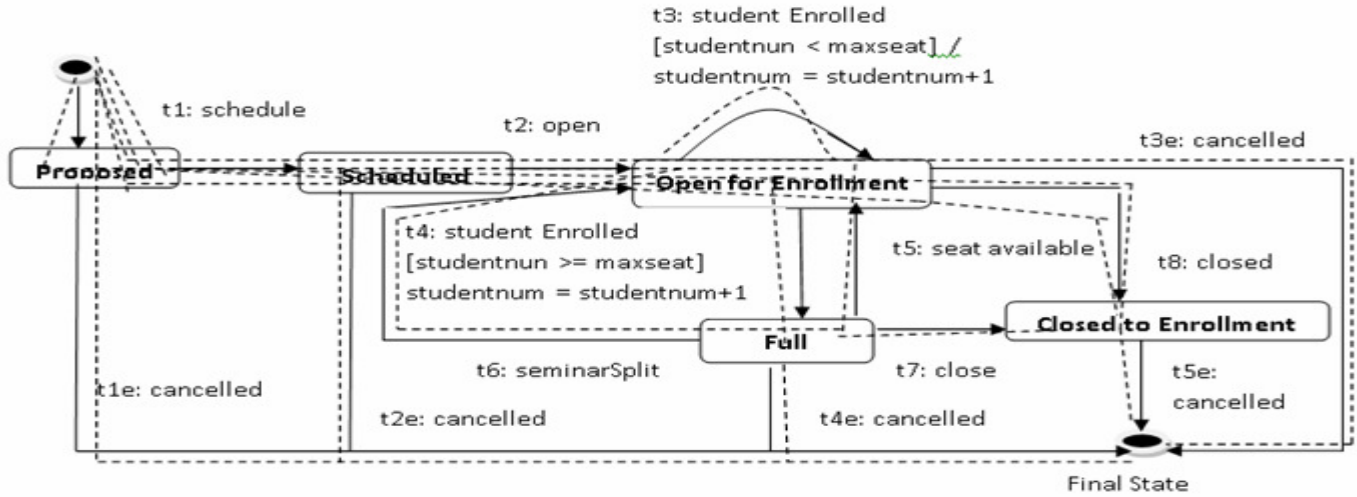 t3: student Enrolled
[studentnun < maxseat] /
studentnum = studentnum+1
t1: schedule
t2: open
t3e: cancelled
Proposed
Scheduled
Open for Enrollment
t4: student Enrolled
[studentnun >= maxseat]
studentnum = studentnum+1
t5: seat available
t8: closed
Closed to Enrollment
Full
t6: seminarSplit
t7: close
t5e:
cancelled
t1e: cancelled
t2e: cancelled
t4e: cancelled
Final State